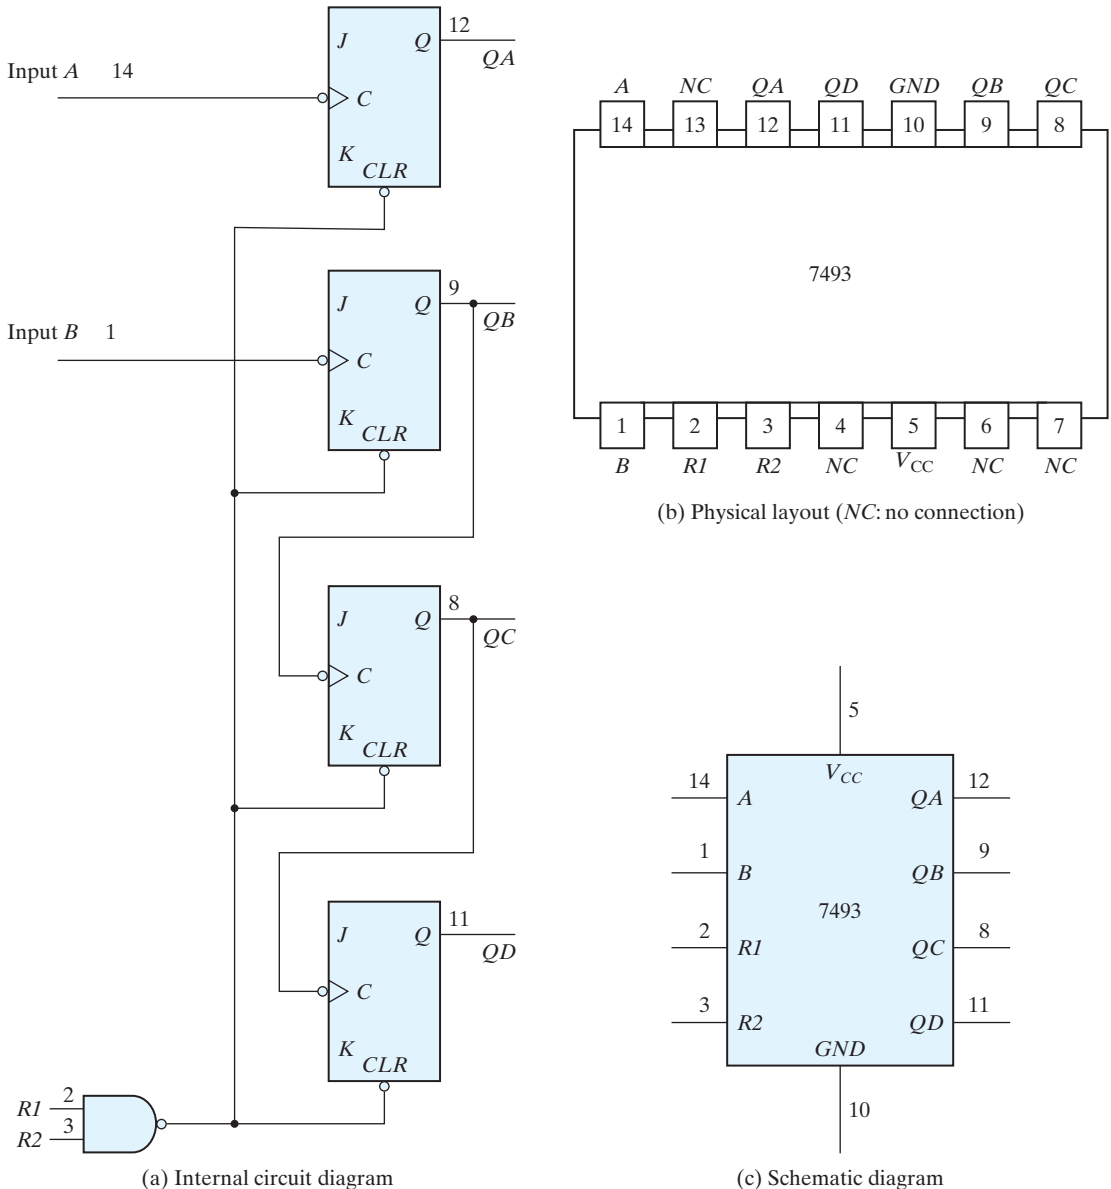 J Q 12
QA
Input A 14
C
K
CLR
J Q 9
QB
Input B 1
C
K
CLR
J Q 8
QC
C
K
CLR
J Q 11
QD
C
K
CLR
R1 2
R2 3
(a) Internal circuit diagram
A NC QA QD GND QB QC
14 13 12 11 10 9 8
7493
1 2 3 4 5 6 7
B R1 R2 NC VCC NC NC
(b) Physical layout (NC: no connection)
5
VCC
14 A QA 12
1 B QB 9
7493
2 R1 QC 8
3 R2 QD 11
GND
10
(c) Schematic diagram